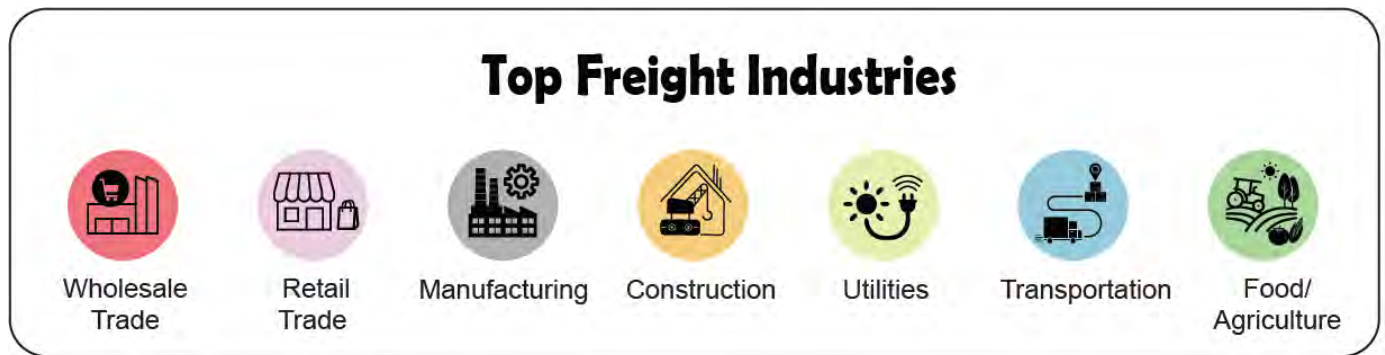 Top Freight Industries
Wholesale
Trade
Retail
Trade
Manufacturing
Construction
Utilities
Transportation
Food/
Agriculture